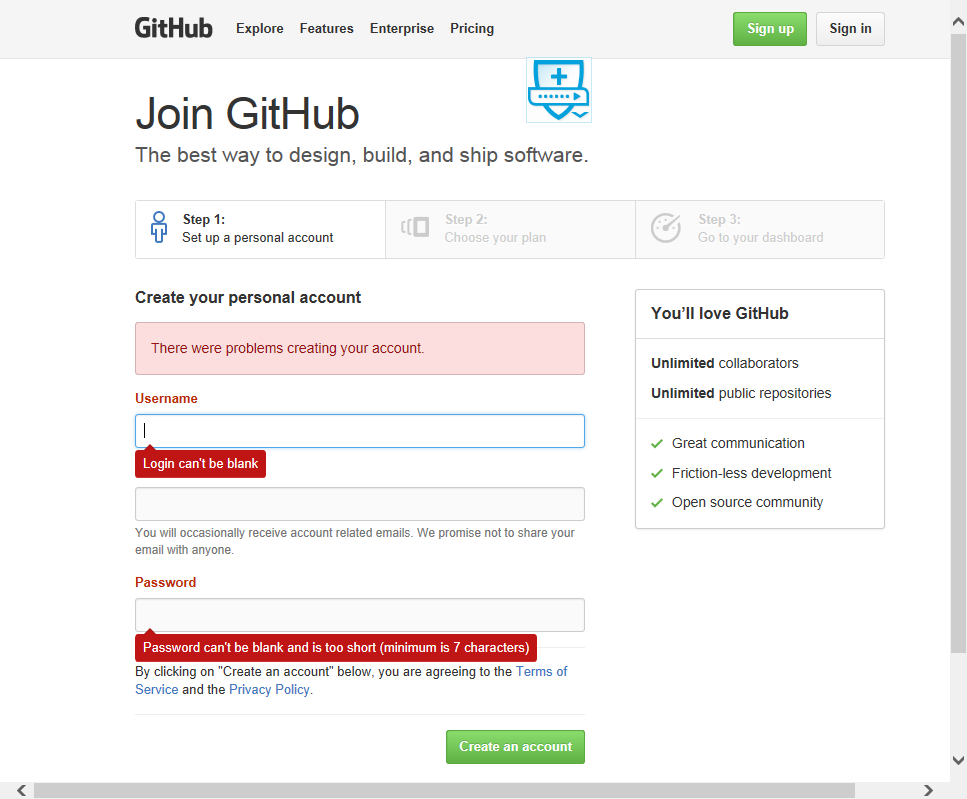 GitHub Explore Features Enterprise Pricing Sign up Sign in
Join GitHub
The best way to design, build, and ship software.
Step 1:
Set up a personal account
Step 2:
Choose your plan
Step 3:
Go to your dashboard
Create your personal account
There were problems creating your account.
Username
Login can't be blank
You will occasionally receive account related emails. We promise not to share your
email with anyone.
Password
Password can't be blank and is too short (minimum is 7 characters)
By clicking on "Create an account" below, you are agreeing to the Terms of
Service and the Privacy Policy.
Create an account
You’ll love GitHub
Unlimited collaborators
Unlimited public repositories
Great communication
Friction-less development
Open source community